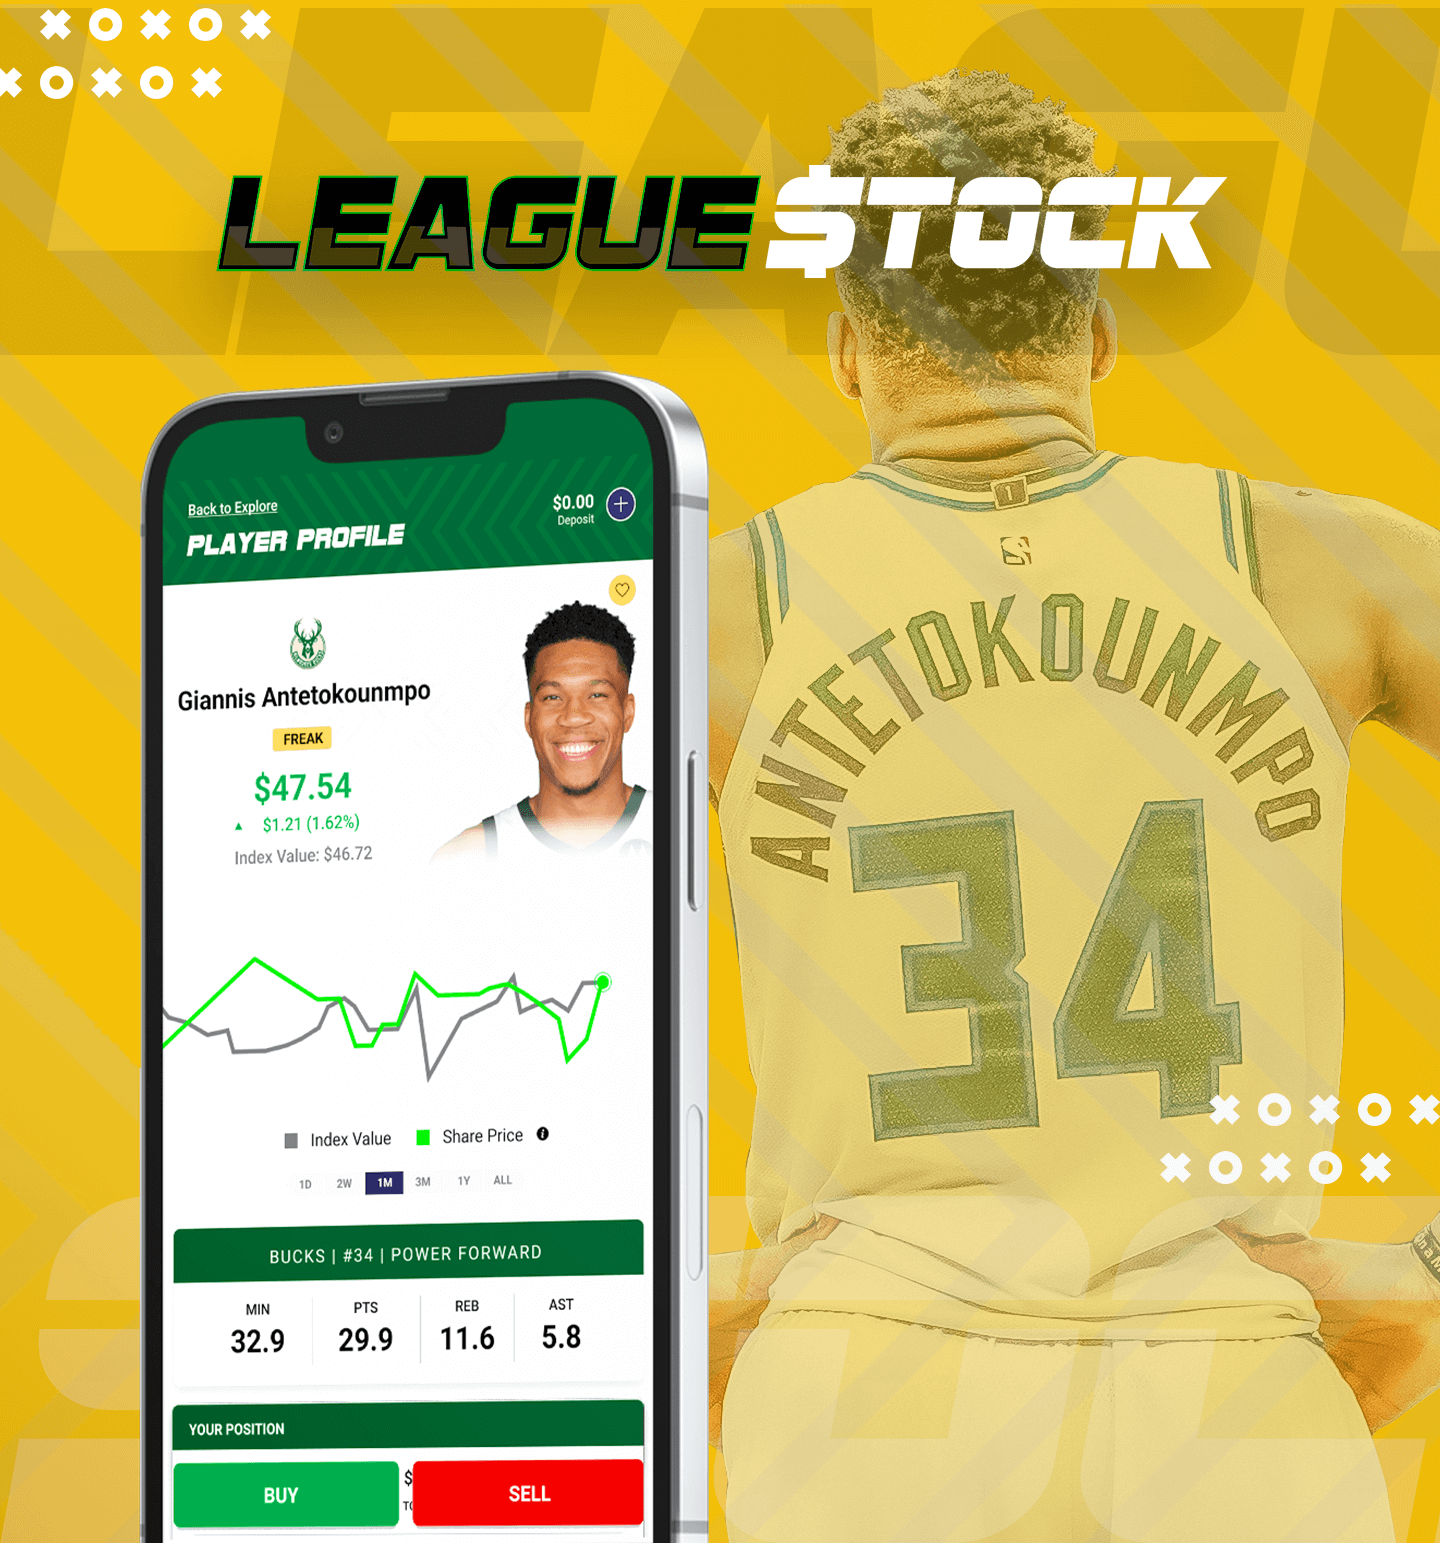 LEAGUE $TOCK
Back to Explore
PLAYER PROFILE
$0.00
Deposit
Giannis Antetokounmpo
FREAK
$47.54
▲ $1.21 (1.62%)
Index Value: $46.72
Index Value
Share Price
1D 2W 1M 3M 1Y ALL
BUCKS | #34 | POWER FORWARD
MIN PTS REB AST
32.9 29.9 11.6 5.8
YOUR POSITION
BUY
$
SELL
ANTETOKOUNMPO
34
1
LEAGU